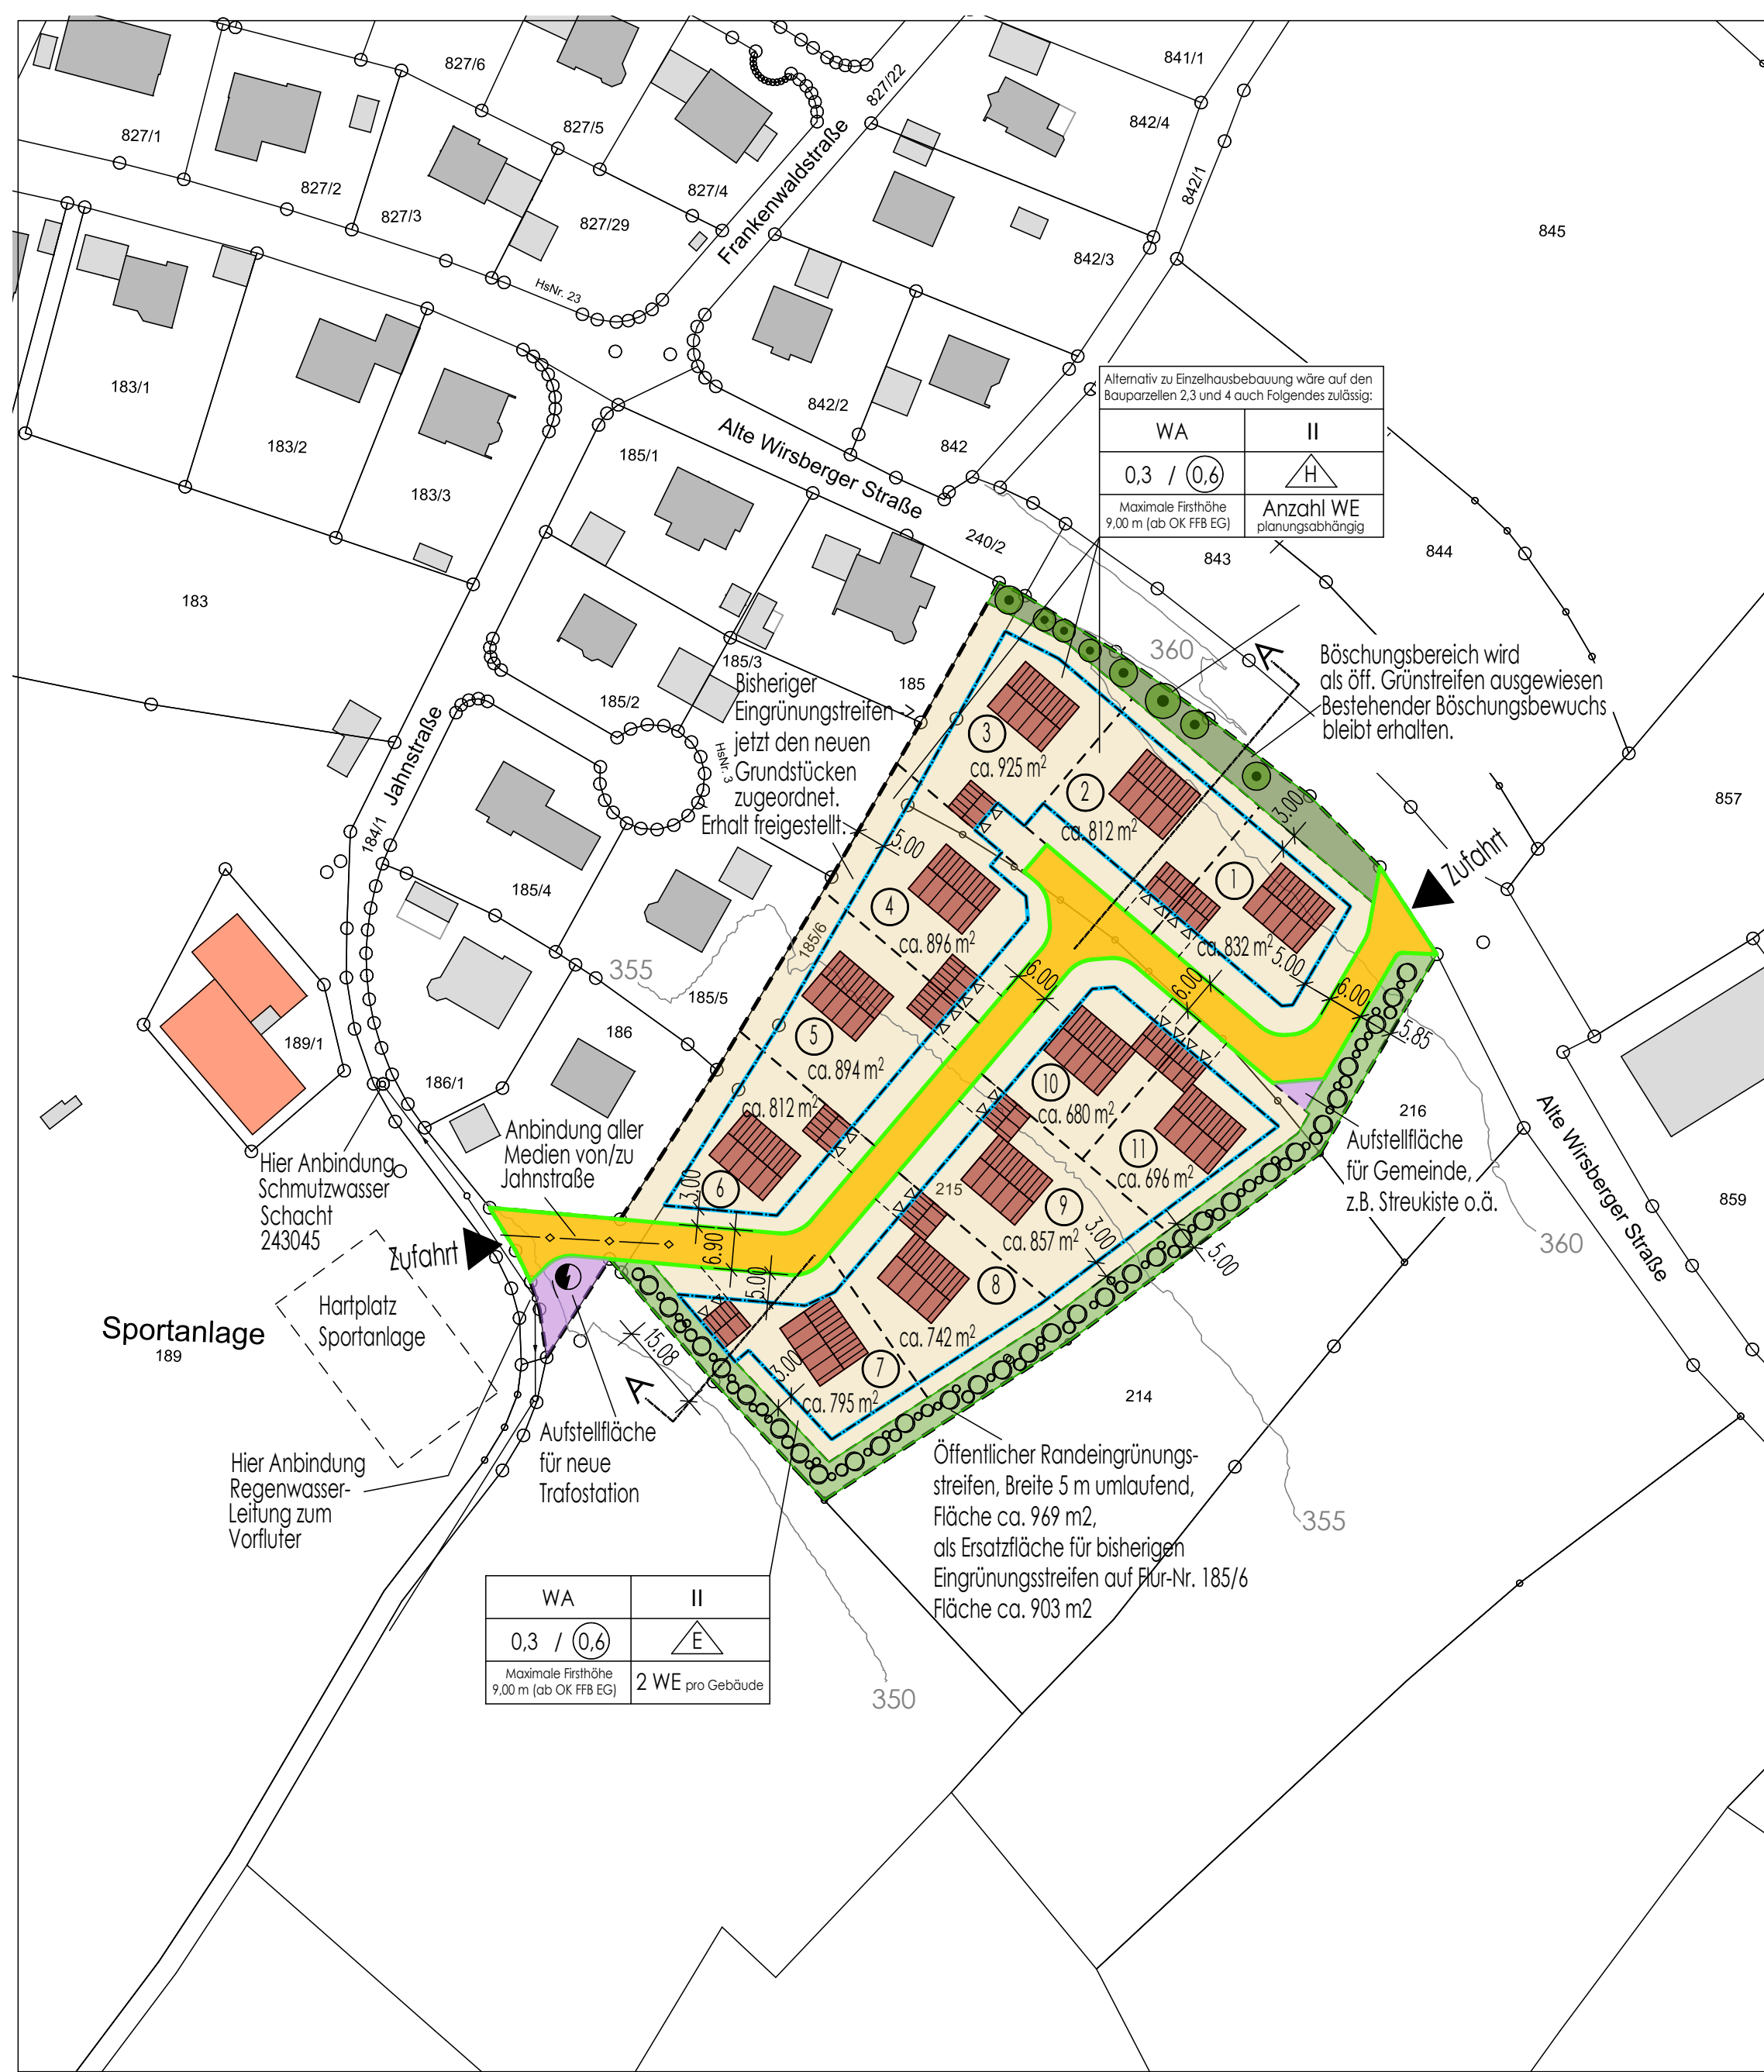 827/6
841/1
827/22
827/1
827/5
842/4
827/2
827/4
Frankenwaldstraße
842/1
827/3
827/29
845
842/3
HsNr. 23
183/1
842/2
Alternativ zu Einzelhausbebauung wäre auf den
Bauparzellen 2,3 und 4 auch Folgendes zulässig:
WA
II
0,3 / 0,6
H
Maximale Firsthöhe
9,00 m (ab OK FFB EG)
Anzahl WE
planungsabhängig
183/2
185/1
Alte Wirsberger Straße
842
183/3
240/2
843
844
183
360
A
Böschungsbereich wird
als öff. Grünstreifen ausgewiesen
Bestehender Böschungsbewuchs
bleibt erhalten.
185/3
185
185/2
Bisheriger
Eingrünungstreifen
jetzt den neuen
Grundstücken
zugeordnet.
Erhalt freigestellt.
HsNr. 3
Jahnstraße
184/1
3
ca. 925 m²
2
ca. 812 m²
3.00
857
Zufahrt
5.00
185/4
1
ca. 832 m²
4
ca. 896 m²
185/6
355
5.00
6.00
6.00
6.00
5.85
185/5
186
189/1
5
ca. 894 m²
186/1
10
ca. 680 m²
216
ca. 812 m²
Aufstellfläche
für Gemeinde,
z.B. Streukiste o.ä.
Alte Wirsberger Straße
859
Anbindung aller
Medien von/zu
Jahnstraße
Hier Anbindung
Schmutzwasser
Schacht
243045
11
ca. 696 m²
6
3.00
215
9
ca. 857 m²
3.00
5.00
360
Zufahrt
6.90
5.00
8
ca. 742 m²
Hartplatz
Sportanlage
Sportanlage
189
15.08
3.00
7
ca. 795 m²
A
214
Aufstellfläche
für neue
Trafostation
Hier Anbindung
Regenwasser-
Leitung zum
Vorfluter
Öffentlicher Randeingrünungs-
streifen, Breite 5 m umlaufend,
Fläche ca. 969 m2,
als Ersatzfläche für bisherigen
Eingrünungsstreifen auf Flur-Nr. 185/6
Fläche ca. 903 m2
355
WA
II
0,3 / 0,6
E
Maximale Firsthöhe
9,00 m (ab OK FFB EG)
2 WE pro Gebäude
350